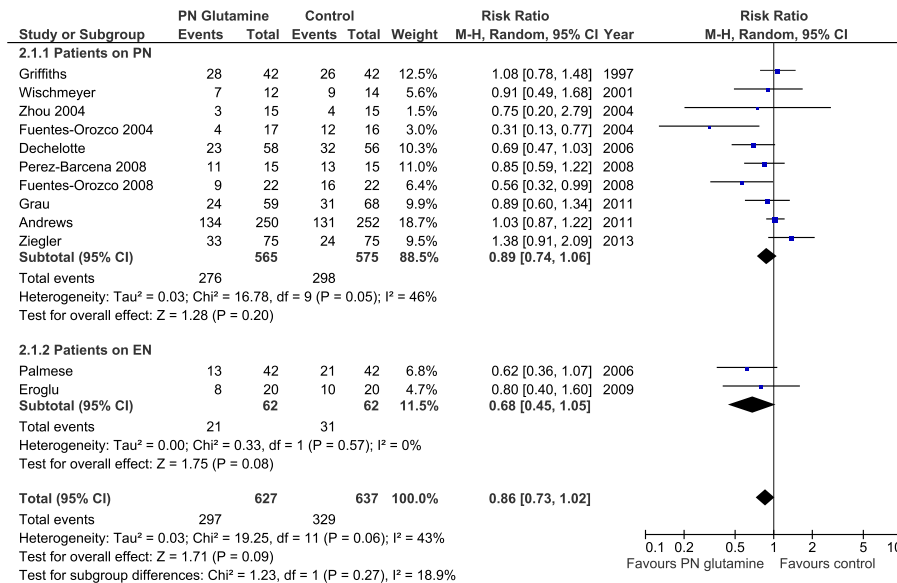 PN Glutamine Control Risk Ratio Risk Ratio
Study or Subgroup Events Total Events Total Weight M-H, Random, 95% CI Year M-H, Random, 95% CI
2.1.1 Patients on PN
Griffiths 28 42 26 42 12.5% 1.08 [0.78, 1.48] 1997
Wischmeyer 7 12 9 14 5.6% 0.91 [0.49, 1.68] 2001
Zhou 2004 3 15 4 15 1.5% 0.75 [0.20, 2.79] 2004
Fuentes-Orozco 2004 4 17 12 16 3.0% 0.31 [0.13, 0.77] 2004
Dechelotte 23 58 32 56 10.3% 0.69 [0.47, 1.03] 2006
Perez-Barcena 2008 11 15 13 15 11.0% 0.85 [0.59, 1.22] 2008
Fuentes-Orozco 2008 9 22 16 22 6.4% 0.56 [0.32, 0.99] 2008
Grau 24 59 31 68 9.9% 0.89 [0.60, 1.34] 2011
Andrews 134 250 131 252 18.7% 1.03 [0.87, 1.22] 2011
Ziegler 33 75 24 75 9.5% 1.38 [0.91, 2.09] 2013
Subtotal (95% CI) 565 575 88.5% 0.89 [0.74, 1.06]
Total events 276 298
Heterogeneity: Tau² = 0.03; Chi² = 16.78, df = 9 (P = 0.05); I² = 46%
Test for overall effect: Z = 1.28 (P = 0.20)
2.1.2 Patients on EN
Palmese 13 42 21 42 6.8% 0.62 [0.36, 1.07] 2006
Eroglu 8 20 10 20 4.7% 0.80 [0.40, 1.60] 2009
Subtotal (95% CI) 62 62 11.5% 0.68 [0.45, 1.05]
Total events 21 31
Heterogeneity: Tau² = 0.00; Chi² = 0.33, df = 1 (P = 0.57); I² = 0%
Test for overall effect: Z = 1.75 (P = 0.08)
Total (95% CI) 627 637 100.0% 0.86 [0.73, 1.02]
Total events 297 329
Heterogeneity: Tau² = 0.03; Chi² = 19.25, df = 11 (P = 0.06); I² = 43%
Test for overall effect: Z = 1.71 (P = 0.09)
Test for subgroup differences: Chi² = 1.23, df = 1 (P = 0.27), I² = 18.9%
0.1 0.2 0.5 1 2 5 10
Favours PN glutamine Favours control